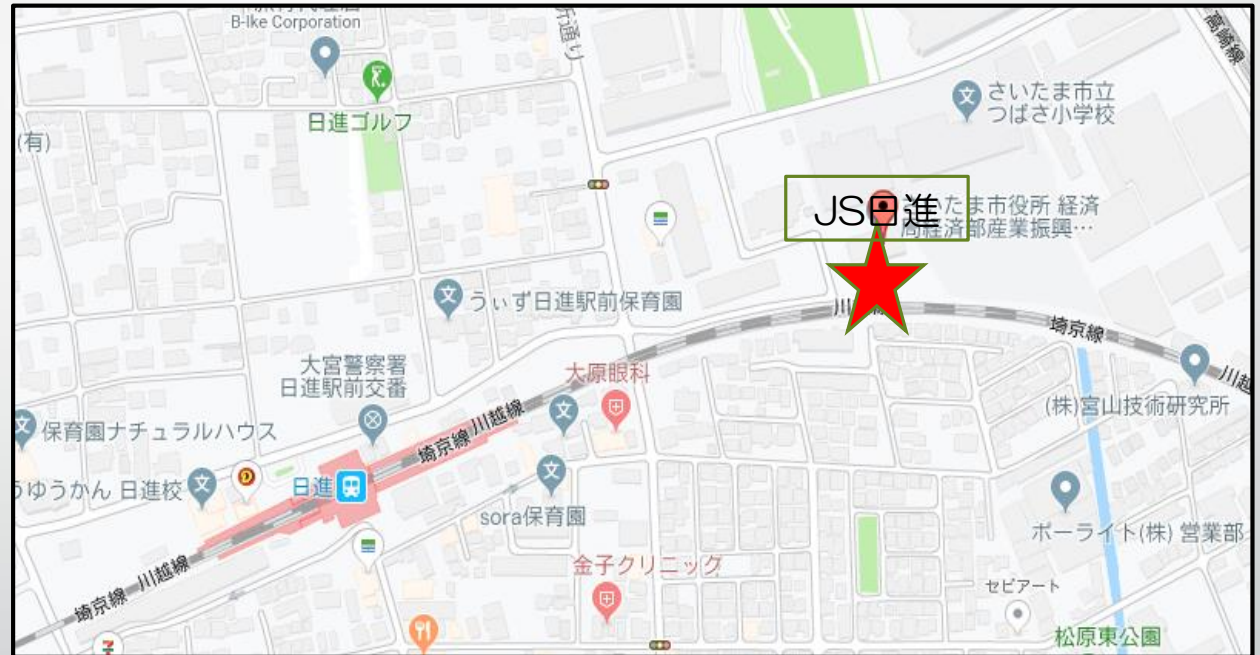 B-Ike Corporation
所通り
高崎線
日進ゴルフ
(有)
さいたま市立
つばさ小学校
JS日進
たま市役所 経済
局経済部産業振興…
うぃず日進駅前保育園
川
埼京線
大宮警察署
日進駅前交番
大原眼科
川越
(株)宮山技術研究所
保育園ナチュラルハウス
埼京線 川越線
ゆうかん 日進校
日進
sora保育園
ポーライト(株) 営業部
金子クリニック
セピアート
埼京線 川越線
松原東公園